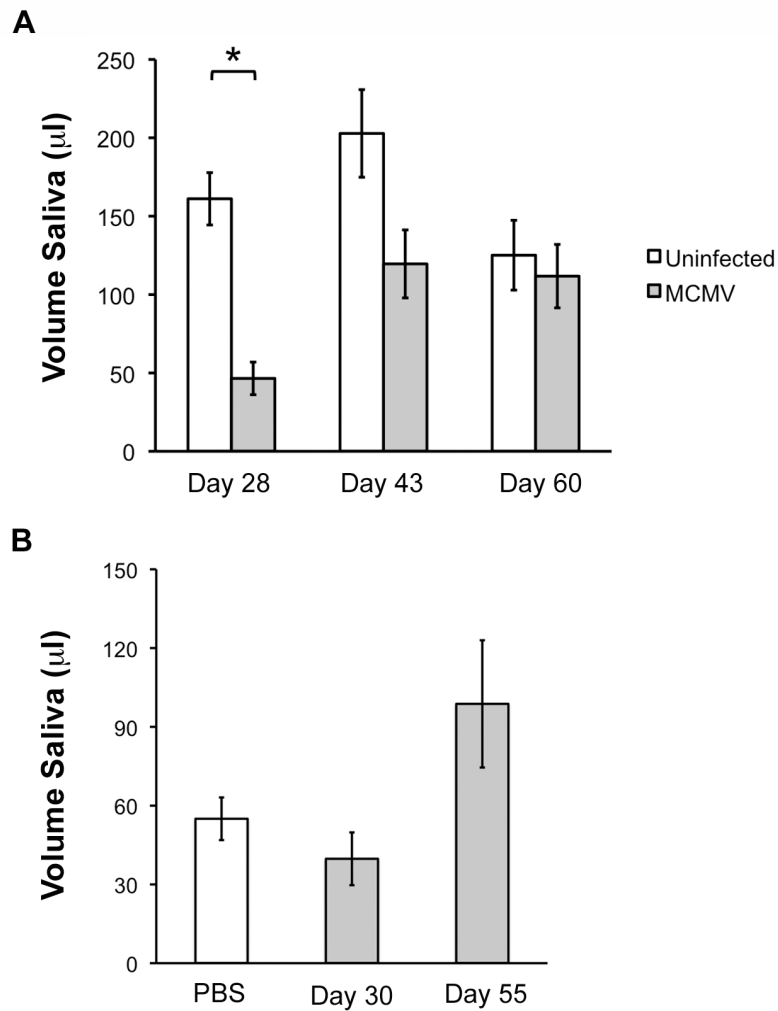 A
*
250
200
150
100
50
0
Volume Saliva (µl)
Day 28 Day 43 Day 60
Uninfected
MCMV
B
150
120
90
60
30
0
Volume Saliva (µl)
PBS Day 30 Day 55